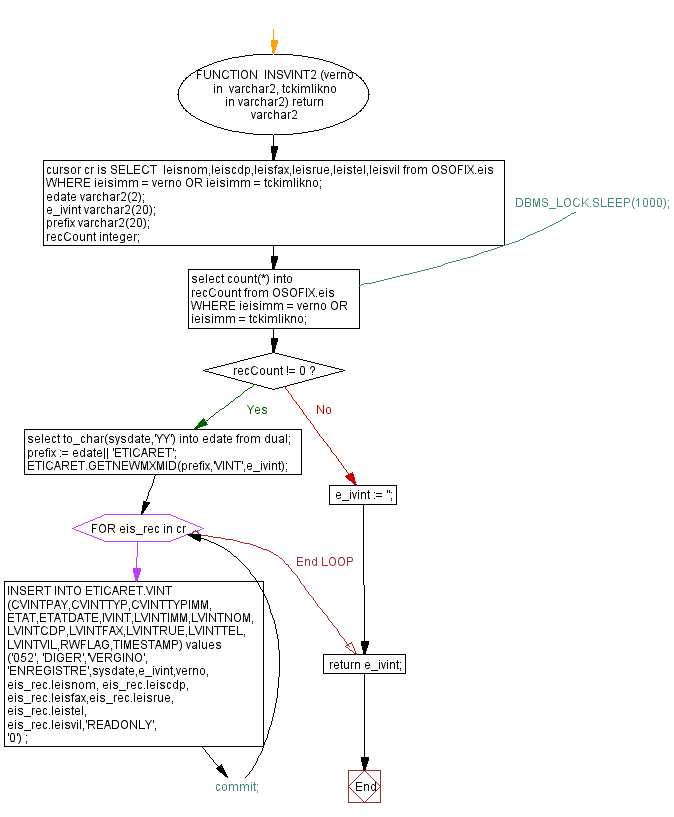 FUNCTION INSVINT2 (verno
in varchar2, tckimlikno
in varchar2) return
varchar2
cursor cr is SELECT leisnom,leiscdp,leisfax,leisrue,leistel,leisvil from OSOFIX.eis
WHERE ieisimm = verno OR ieisimm = tckimlikno;
edate varchar2(2);
e_ivint varchar2(20);
prefix varchar2(20);
recCount integer;
DBMS_LOCK.SLEEP(1000);
select count(*) into
recCount from OSOFIX.eis
WHERE ieisimm = verno OR
ieisimm = tckimlikno;
recCount != 0 ?
Yes
No
select to_char(sysdate,'YY') into edate from dual;
prefix := edate|| 'ETICARET';
ETICARET.GETNEWMXMID(prefix,'VINT',e_ivint);
e_ivint := '';
FOR eis_rec in cr
End LOOP
INSERT INTO ETICARET.VINT
(CVINTPAY,CVINTTYP,CVINTTYPIMM,
ETAT,ETATDATE,IVINT,LVINTIMM,LVINTNOM,
LVINTCDP,LVINTFAX,LVINTRUE,LVINTTEL,
LVINTVIL,RWFLAG,TIMESTAMP) values
('052', 'DIGER','VERGINO',
'ENREGISTRE',sysdate,e_ivint,verno,
eis_rec.leisnom, eis_rec.leiscdp,
eis_rec.leisfax,eis_rec.leisrue,
eis_rec.leistel,
eis_rec.leisvil,'READONLY',
'0') ;
return e_ivint;
commit;
End